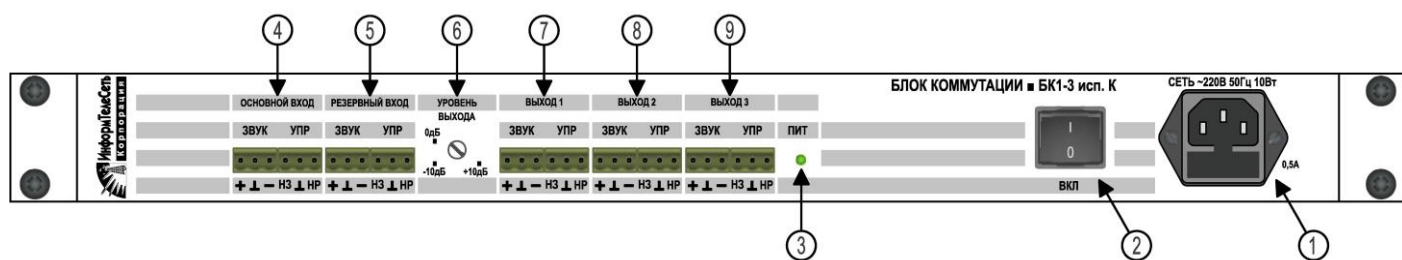 4 5 6 7 8 9
ИнформТелеСеть
Корпорация
БЛОК КОММУТАЦИИ ■ БК1-3 исп. К
СЕТЬ ~220В 50Гц 10Вт
ОСНОВНОЙ ВХОД РЕЗЕРВНЫЙ ВХОД УРОВЕНЬ ВЫХОДА ВЫХОД 1 ВЫХОД 2 ВЫХОД 3
ЗВУК УПР ЗВУК УПР 0дБ ЗВУК УПР ЗВУК УПР ЗВУК УПР ПИТ
I
0
-10дБ +10дБ
0,5А
+ ⊥ – НЗ ⊥ НР + ⊥ – НЗ ⊥ НР + ⊥ – НЗ ⊥ НР + ⊥ – НЗ ⊥ НР + ⊥ – НЗ ⊥ НР ВКЛ
3 2 1